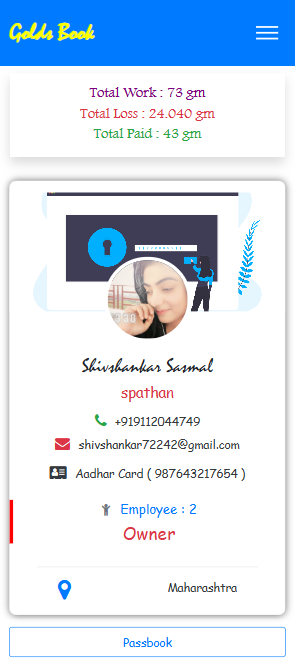 Golds Book
Total Work : 73 gm
Total Loss : 24.040 gm
Total Paid : 43 gm
Shivshankar Sasmal
spathan
+919112044749
shivshankar72242@gmail.com
Aadhar Card ( 987643217654 )
Employee : 2
Owner
Maharashtra
Passbook